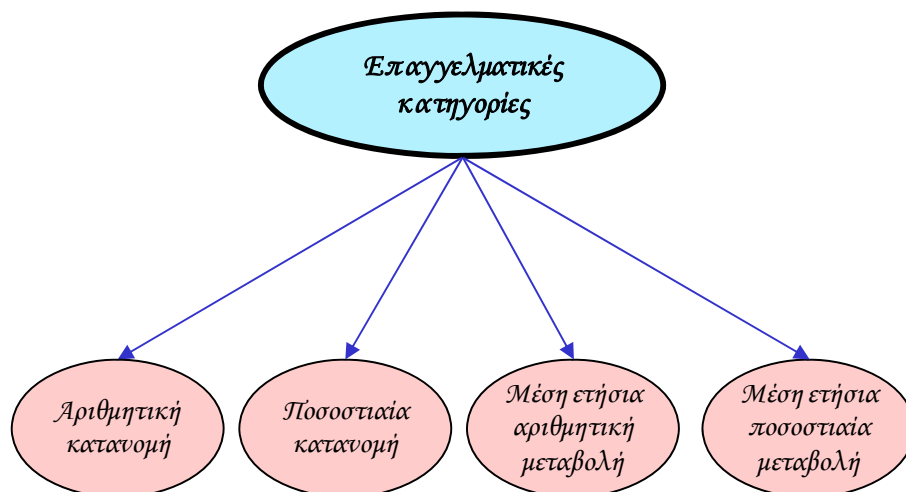 Επαγγελματικές
κατηγορίες
Αριθμητική
κατανομή
Ποσοστιαία
κατανομή
Μέση ετήσια
αριθμητική
μεταβολή
Μέση ετήσια
ποσοστιαία
μεταβολή